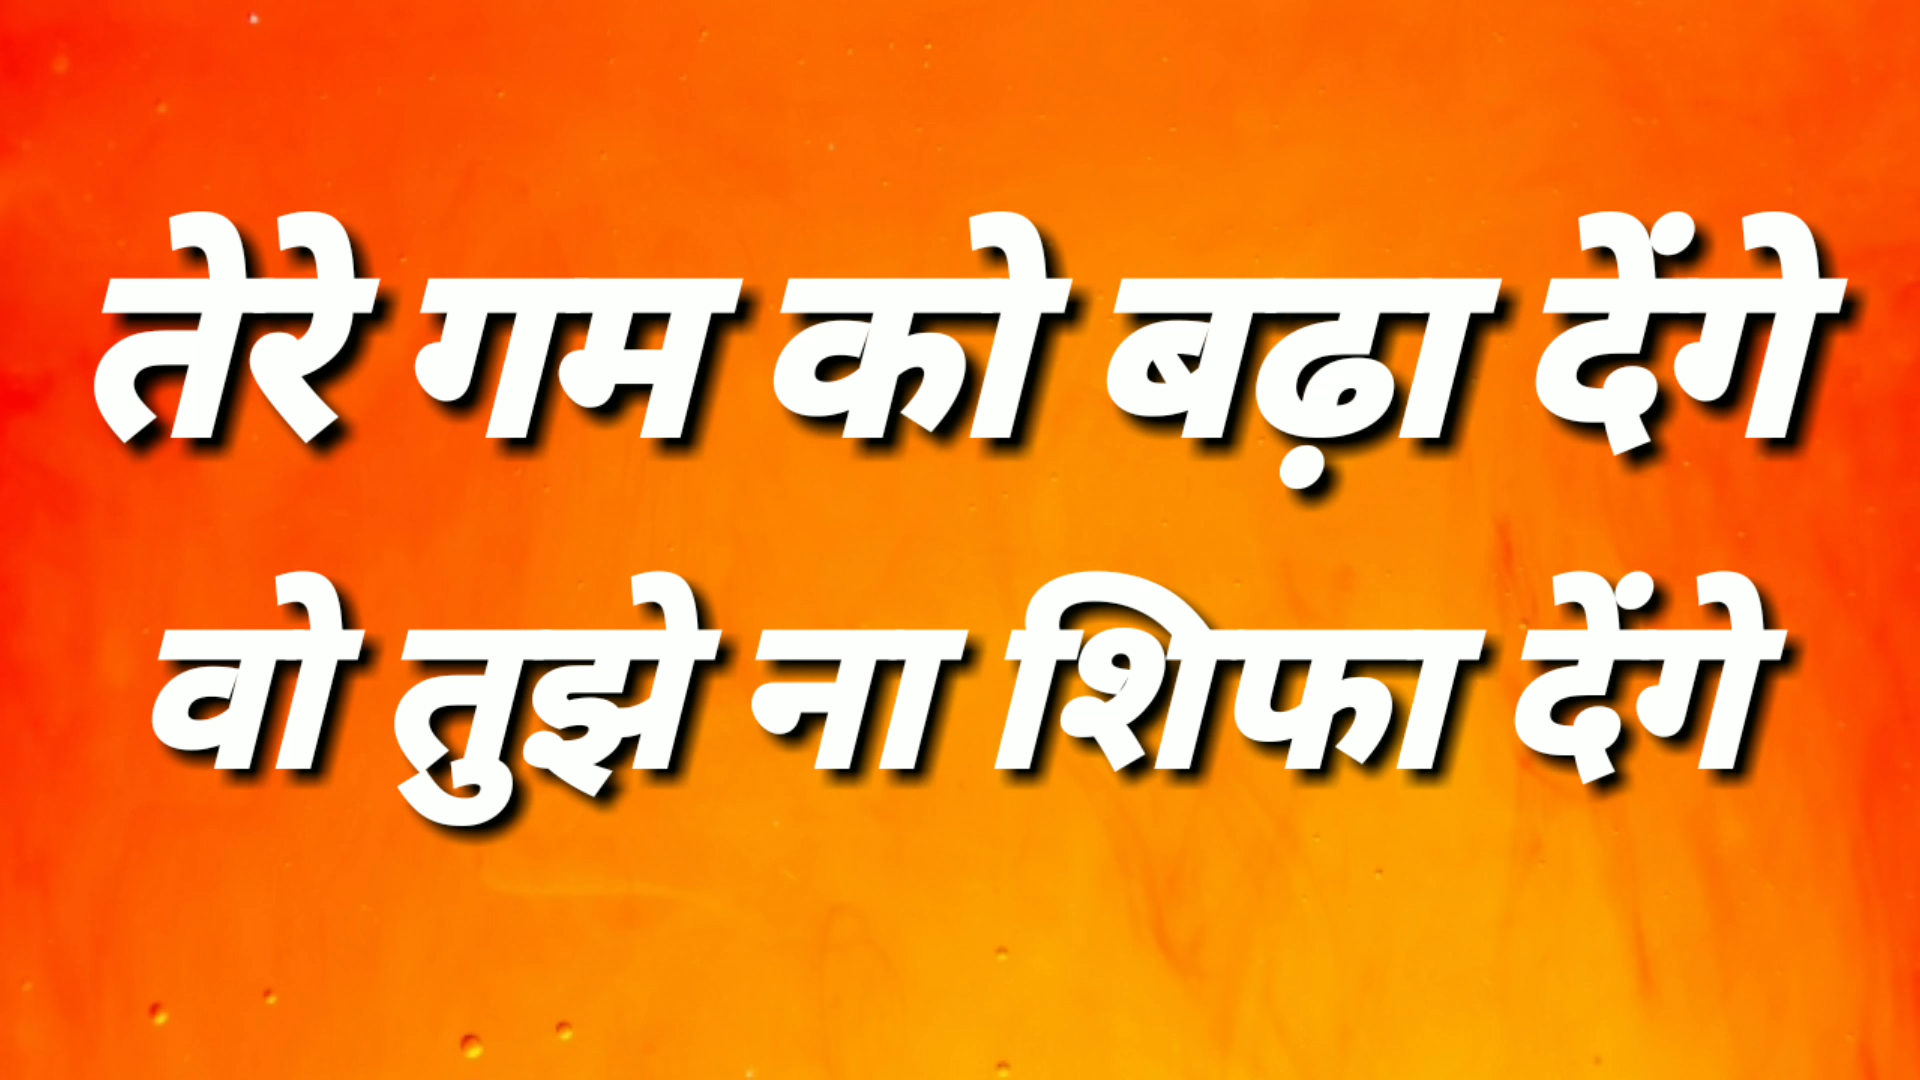 तेरे गम को बढ़ा देंगे
वो तुझे ना शिफा देंगे